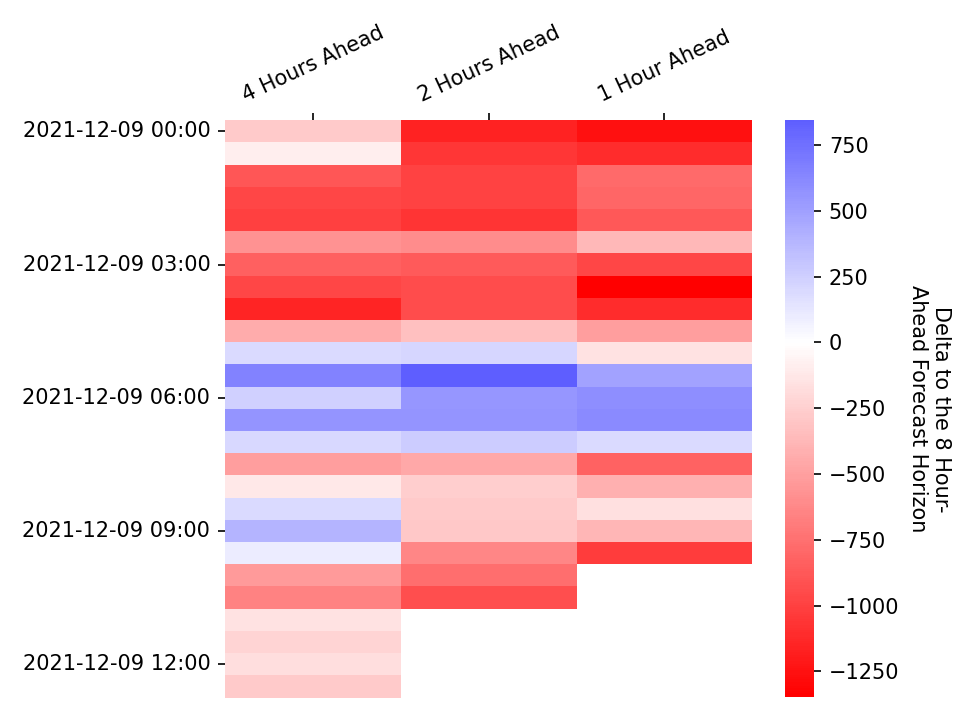 4 Hours Ahead
2 Hours Ahead
1 Hour Ahead
2021-12-09 00:00
2021-12-09 03:00
2021-12-09 06:00
2021-12-09 09:00
2021-12-09 12:00
750
500
250
0
−250
−500
−750
−1000
−1250
Delta to the 8 Hour-
Ahead Forecast Horizon